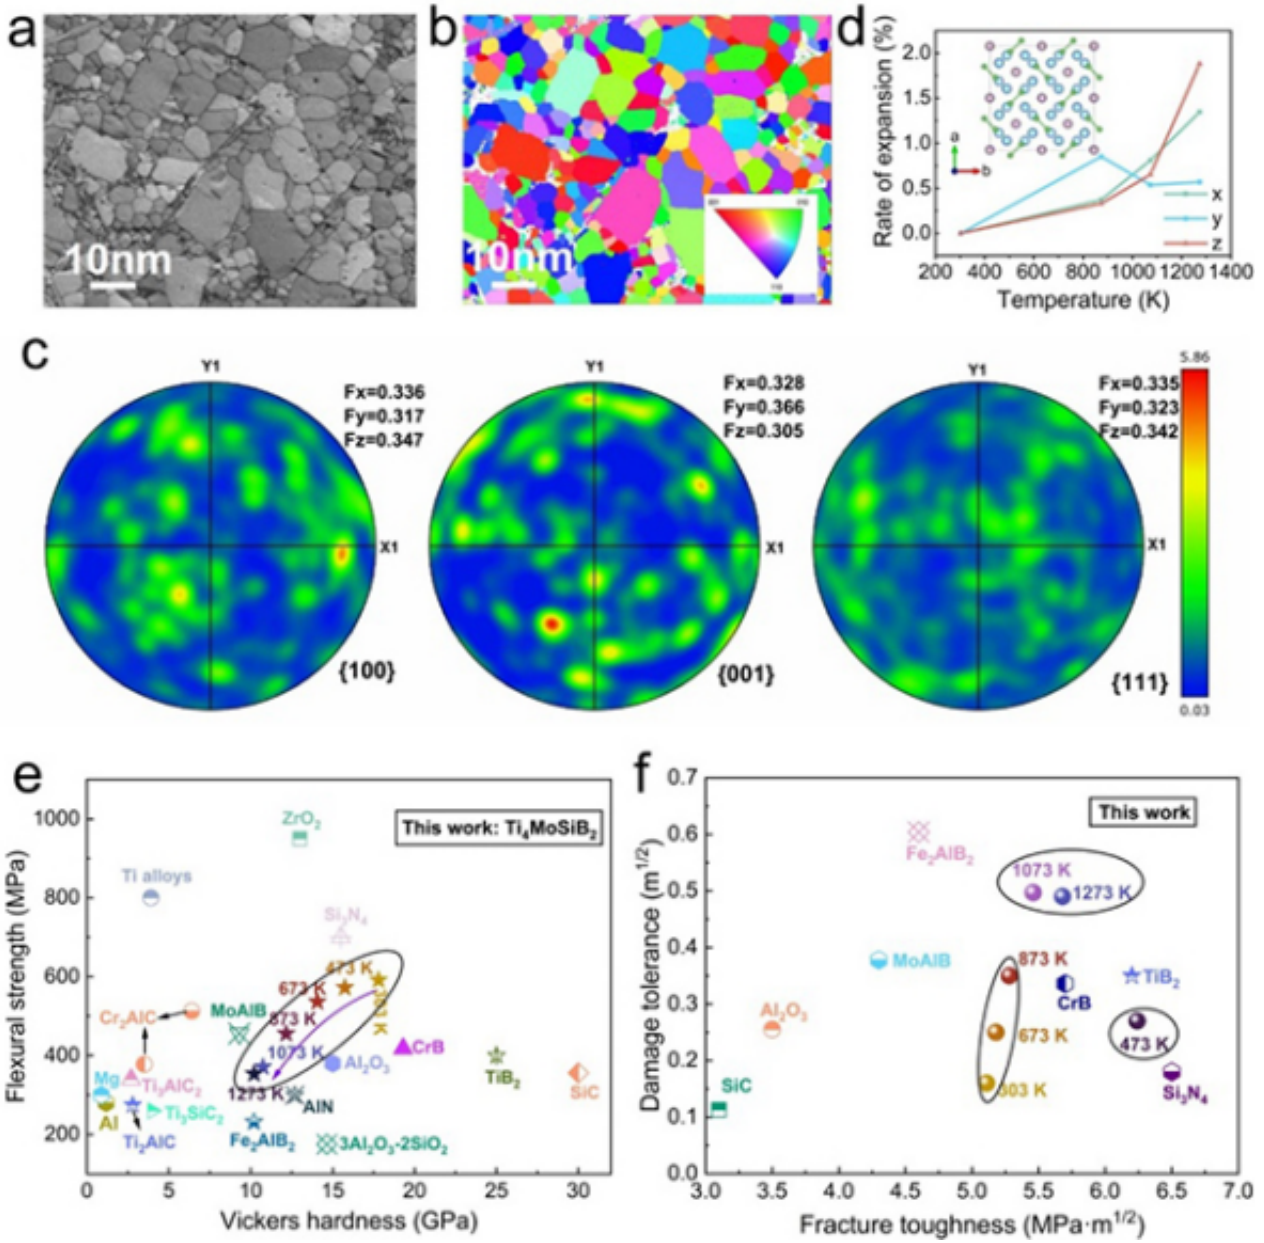 a
10nm
b
10nm
001
010
110
d
Rate of expansion (%)
2.0
1.5
1.0
0.5
0.0
a
b
x
y
z
200 400 600 800 1000 1200 1400
Temperature (K)
c
Y1
Fx=0.336
Fy=0.317
Fz=0.347
X1
{100}
Y1
Fx=0.328
Fy=0.366
Fz=0.305
X1
{001}
Y1
Fx=0.335
Fy=0.323
Fz=0.342
X1
{111}
5.86
0.03
e
Flexural strength (MPa)
1000
800
600
400
200
ZrO₂
This work: Ti₄MoSiB₂
Ti alloys
Si₃N₄
473 K
673 K
303 K
Cr₂AlC
MoAlB
873 K
1073 K
Al₂O₃
CrB
Mg
Ti₃AlC₂
1273 K
AlN
TiB₂
SiC
Al
Ti₃SiC₂
Ti₂AlC
Fe₂AlB₂
3Al₂O₃-2SiO₂
0 5 10 15 20 25 30
Vickers hardness (GPa)
f
Damage tolerance (m¹ᐟ²)
0.7
0.6
0.5
0.4
0.3
0.2
0.1
0.0
This work
Fe₂AlB₂
1073 K
1273 K
MoAlB
873 K
TiB₂
CrB
Al₂O₃
673 K
473 K
SiC
303 K
Si₃N₄
3.0 3.5 4.0 4.5 5.0 5.5 6.0 6.5 7.0
Fracture toughness (MPa·m¹ᐟ²)